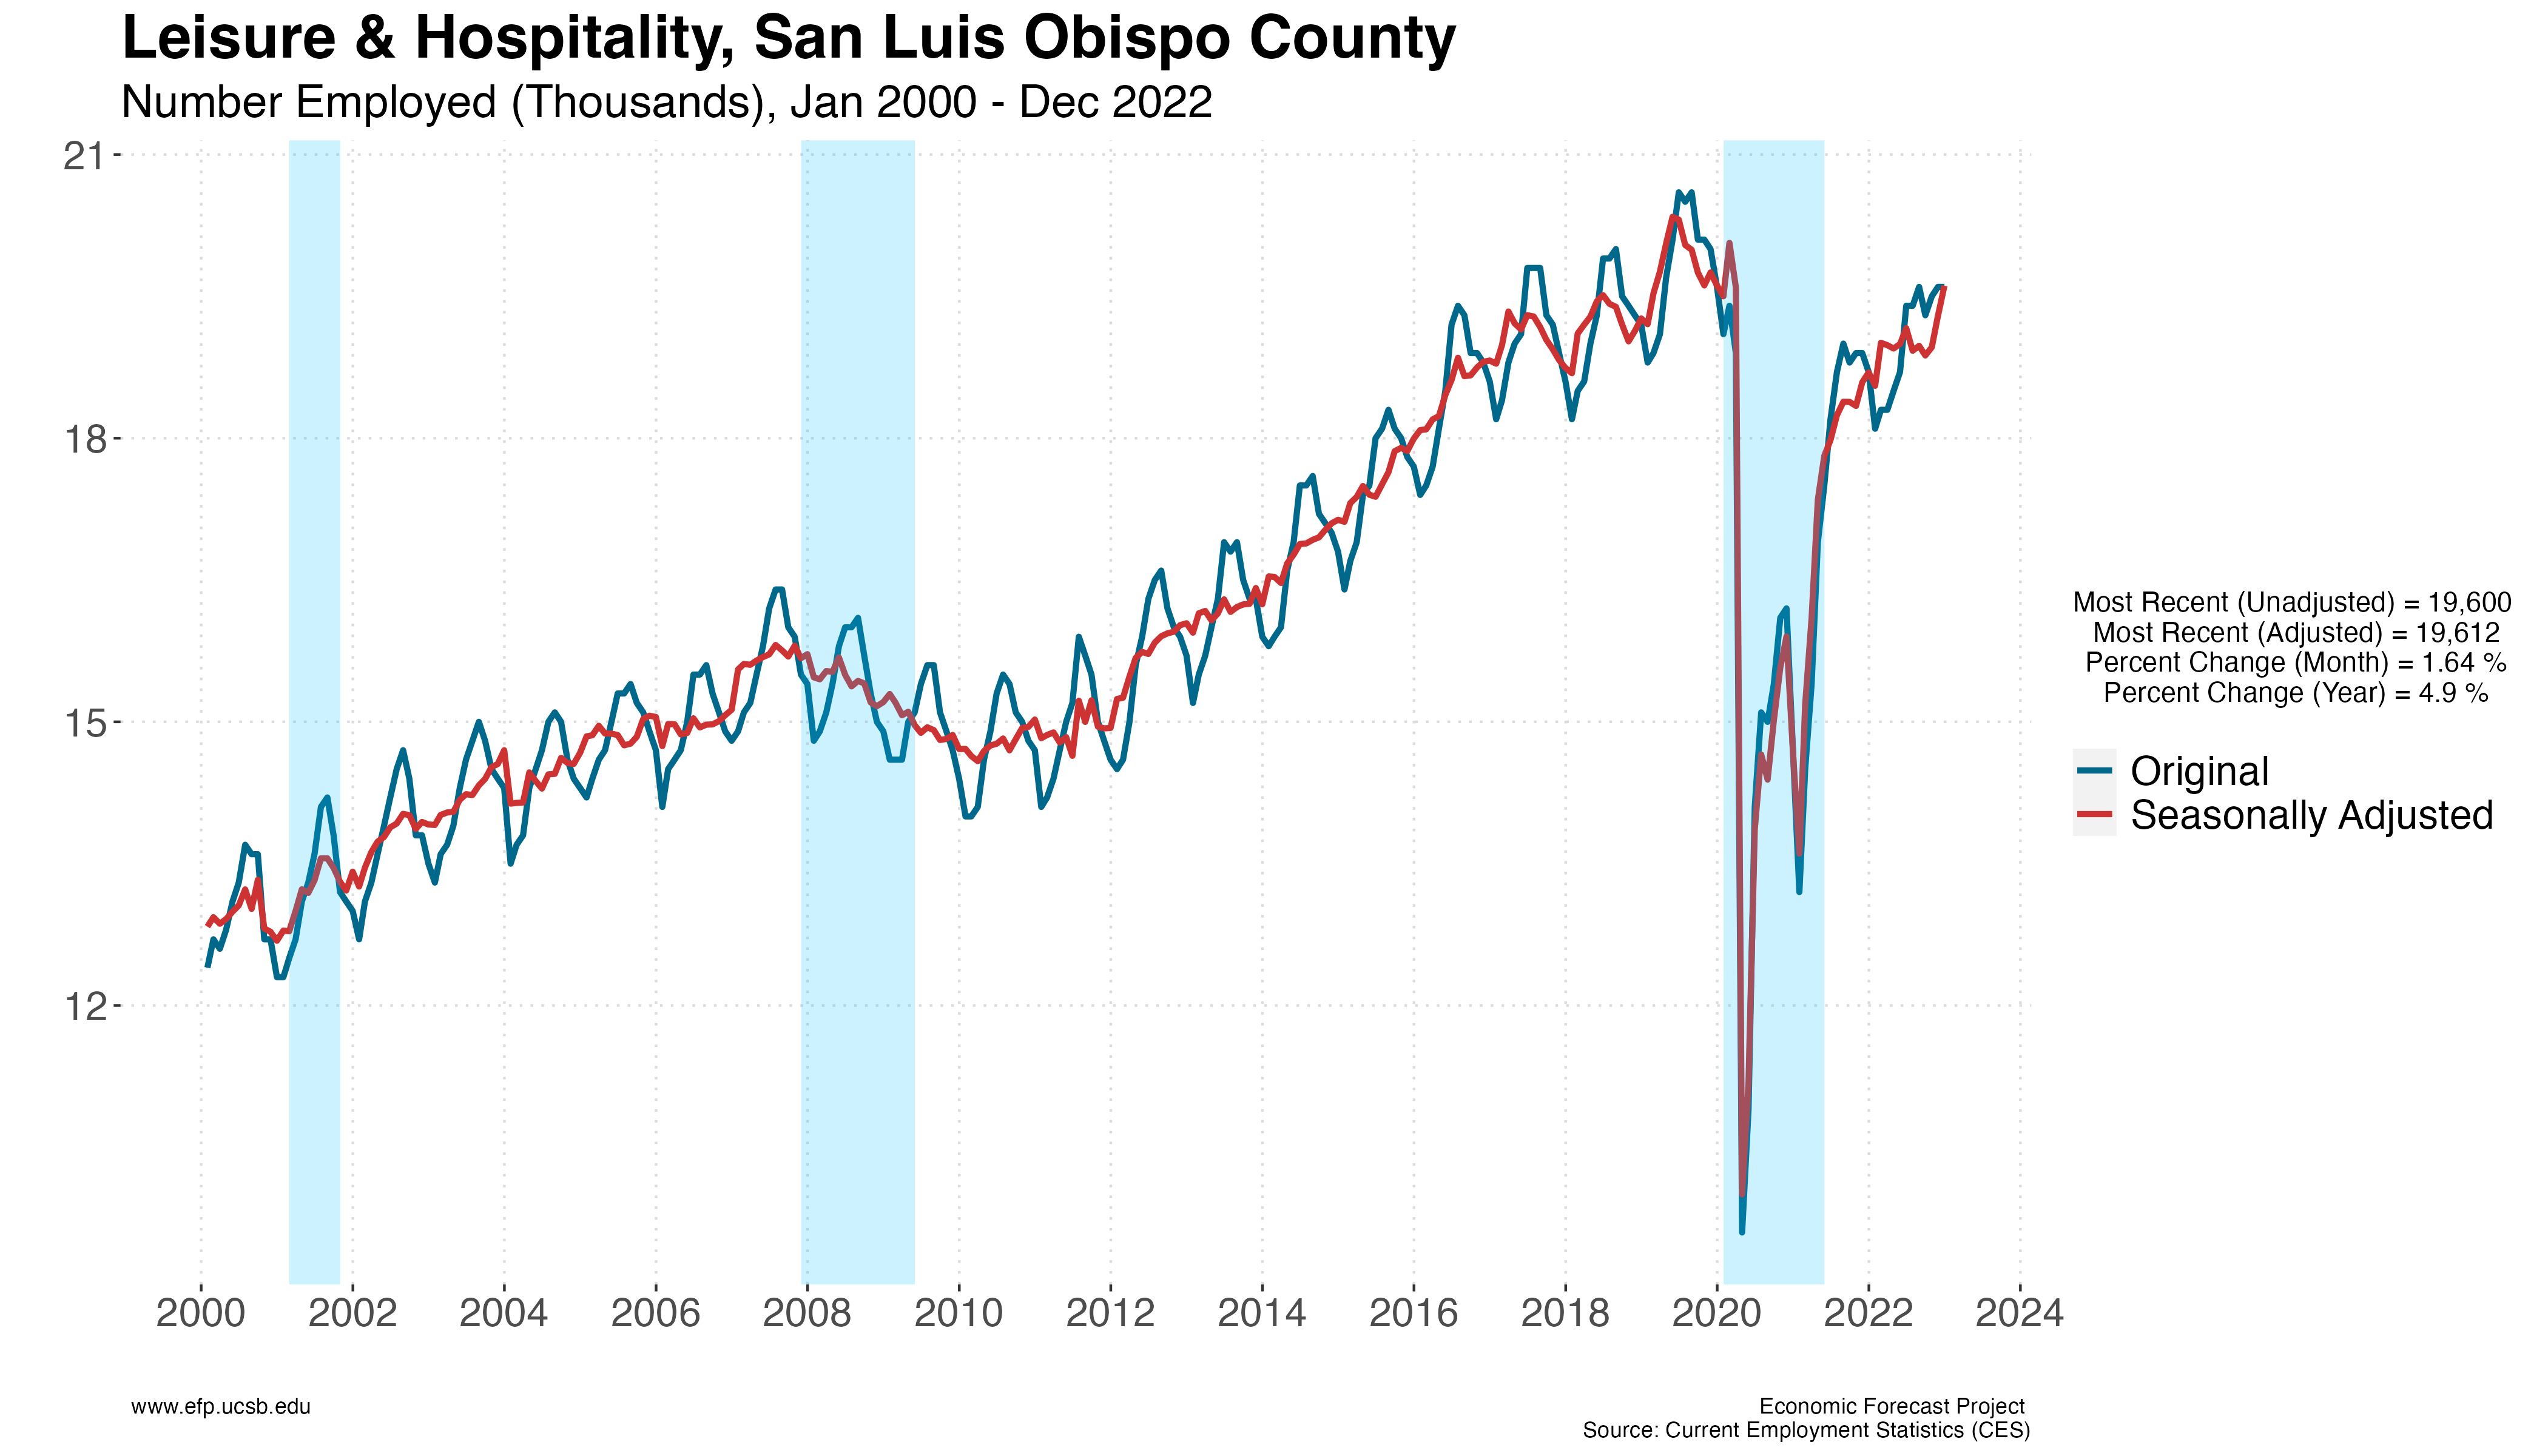 Leisure & Hospitality, San Luis Obispo County
Number Employed (Thousands), Jan 2000 - Dec 2022
21
18
15
12
2000 2002 2004 2006 2008 2010 2012 2014 2016 2018 2020 2022 2024
Most Recent (Unadjusted) = 19,600
Most Recent (Adjusted) = 19,612
Percent Change (Month) = 1.64 %
Percent Change (Year) = 4.9 %
Original
Seasonally Adjusted
www.efp.ucsb.edu
Economic Forecast Project
Source: Current Employment Statistics (CES)